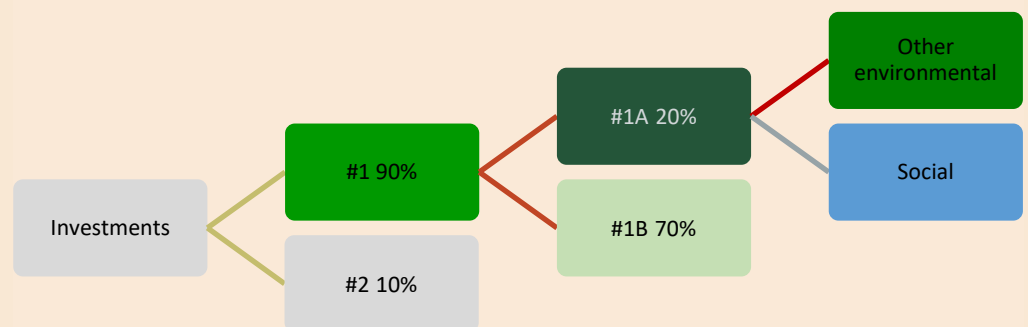 Investments
#1 90%
#2 10%
#1A 20%
#1B 70%
Other
environmental
Social